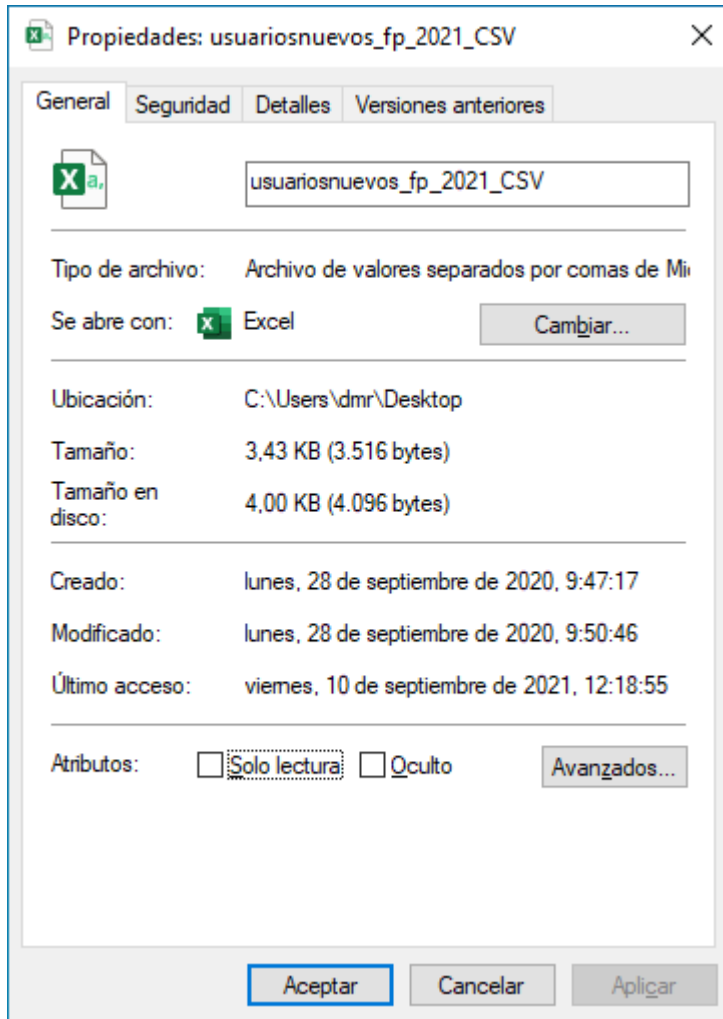 Propiedades: usuariosnuevos_fp_2021_CSV
General Seguridad Detalles Versiones anteriores
usuariosnuevos_fp_2021_CSV
Tipo de archivo: Archivo de valores separados por comas de Mi
Se abre con: Excel Cambiar...
Ubicación: C:\Users\dmr\Desktop
Tamaño: 3,43 KB (3.516 bytes)
Tamaño en
disco: 4,00 KB (4.096 bytes)
Creado: lunes, 28 de septiembre de 2020, 9:47:17
Modificado: lunes, 28 de septiembre de 2020, 9:50:46
Último acceso: viernes, 10 de septiembre de 2021, 12:18:55
Atributos: Solo lectura Oculto Avanzados...
Aceptar Cancelar Aplicar